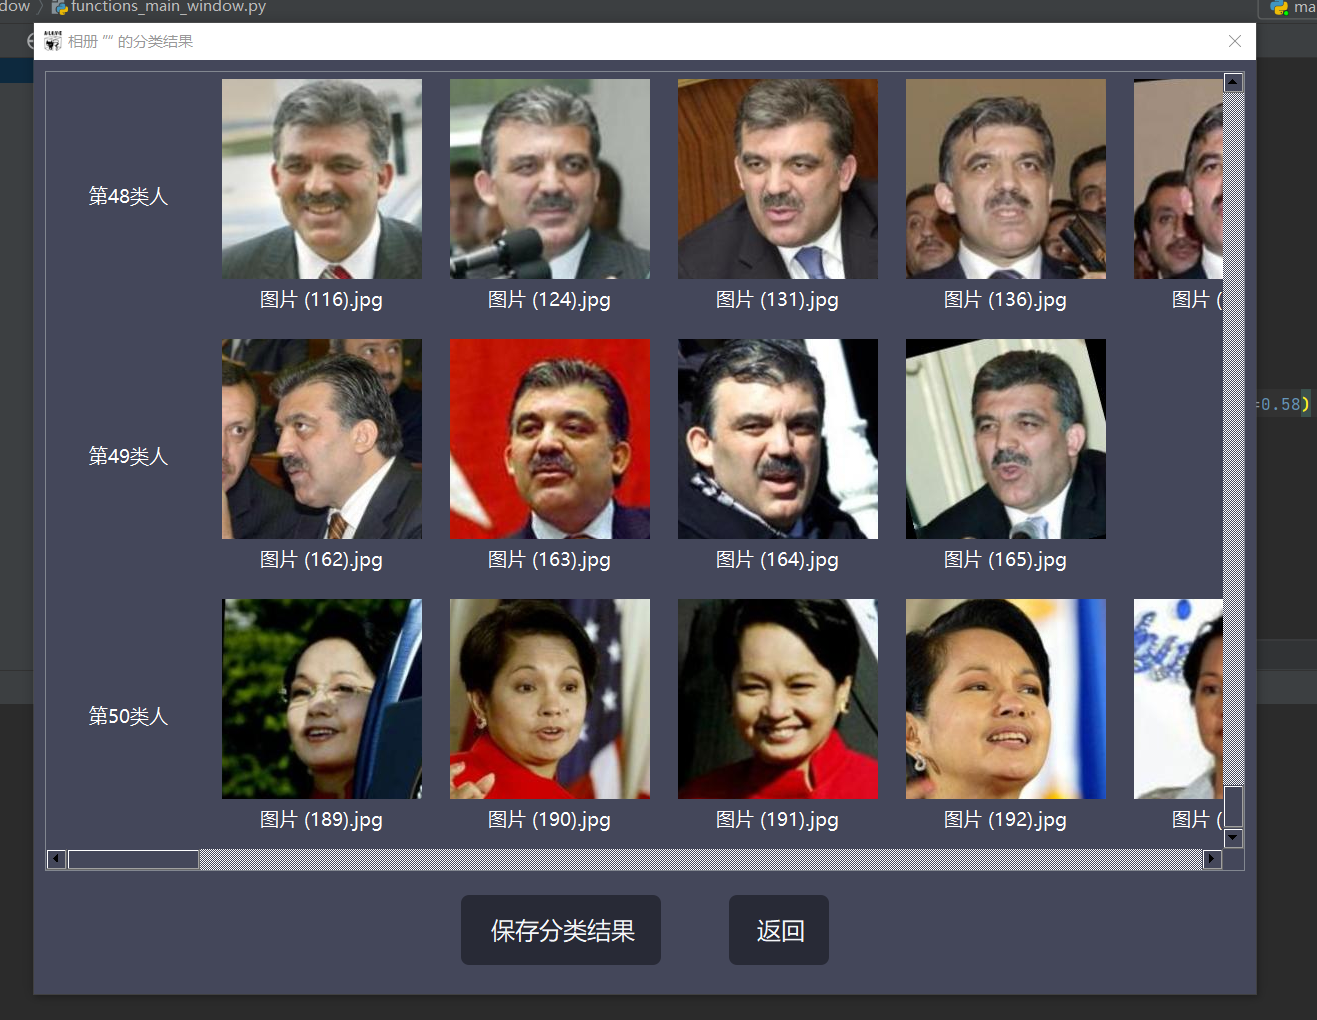 dow
functions_main_window.py
ma
相册 "" 的分类结果
第48类人
图片 (116).jpg
图片 (124).jpg
图片 (131).jpg
图片 (136).jpg
图片 (
=0.58)
第49类人
图片 (162).jpg
图片 (163).jpg
图片 (164).jpg
图片 (165).jpg
第50类人
图片 (189).jpg
图片 (190).jpg
图片 (191).jpg
图片 (192).jpg
图片 (
保存分类结果
返回